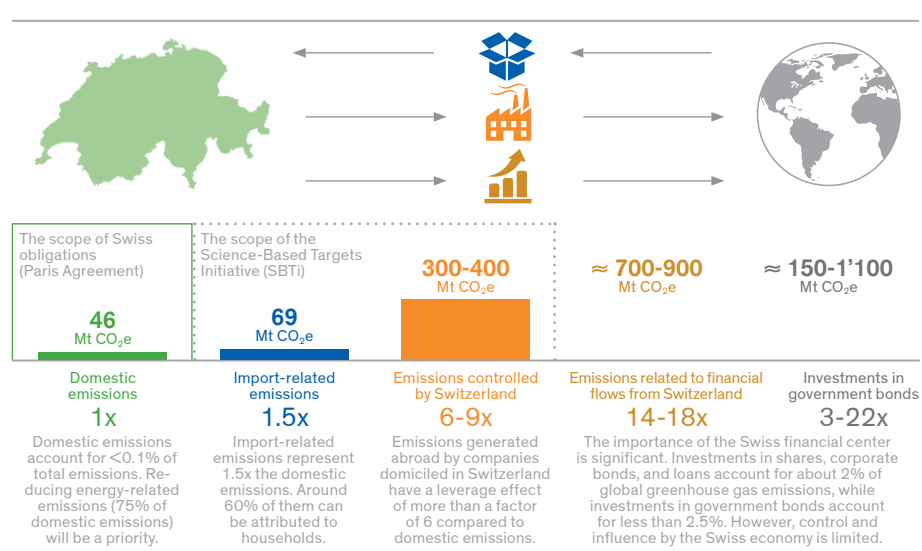 The scope of Swiss
obligations
(Paris Agreement)
The scope of the
Science-Based Targets
Initiative (SBTi)
46
Mt CO₂e
69
Mt CO₂e
300-400
Mt CO₂e
≈ 700-900
Mt CO₂e
≈ 150-1’100
Mt CO₂e
Domestic
emissions
1x
Domestic emissions
account for <0.1% of
total emissions. Re-
ducing energy-related
emissions (75% of
domestic emissions)
will be a priority.
Import-related
emissions
1.5x
Import-related
emissions represent
1.5x the domestic
emissions. Around
60% of them can
be attributed to
households.
Emissions controlled
by Switzerland
6-9x
Emissions generated
abroad by companies
domiciled in Switzerland
have a leverage effect
of more than a factor
of 6 compared to
domestic emissions.
Emissions related to financial
flows from Switzerland
14-18x
Investments in
government bonds
3-22x
The importance of the Swiss financial center
is significant. Investments in shares, corporate
bonds, and loans account for about 2% of
global greenhouse gas emissions, while
investments in government bonds account
for less than 2.5%. However, control and
influence by the Swiss economy is limited.